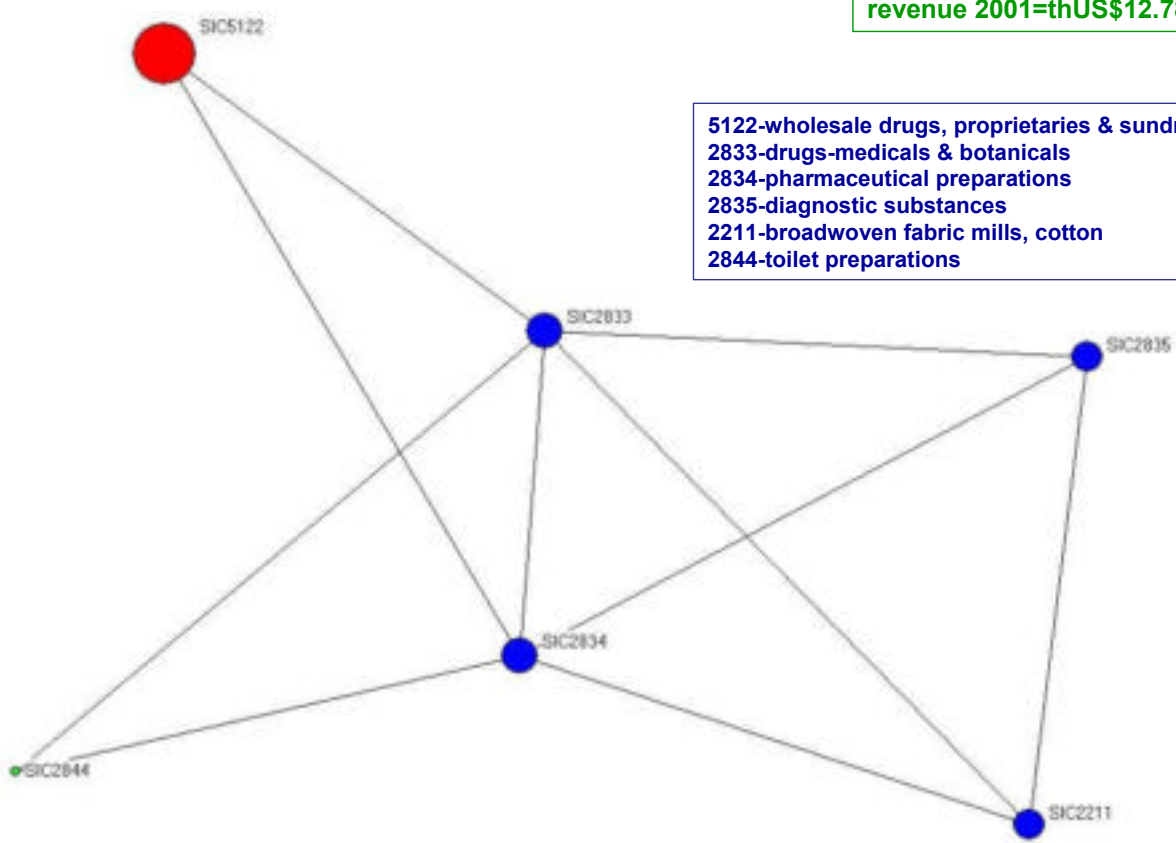 revenue 2001=thUS$12.7
SIC5122
5122-wholesale drugs, proprietaries &
2833-drugs-medicals & botanicals
2834-pharmaceutical preparations
2835-diagnostic substances
2211-broadwoven fabric mills, cotton
2844-toilet preparations
SIC2833
SIC2835
SIC2834
SIC2844
SIC2211